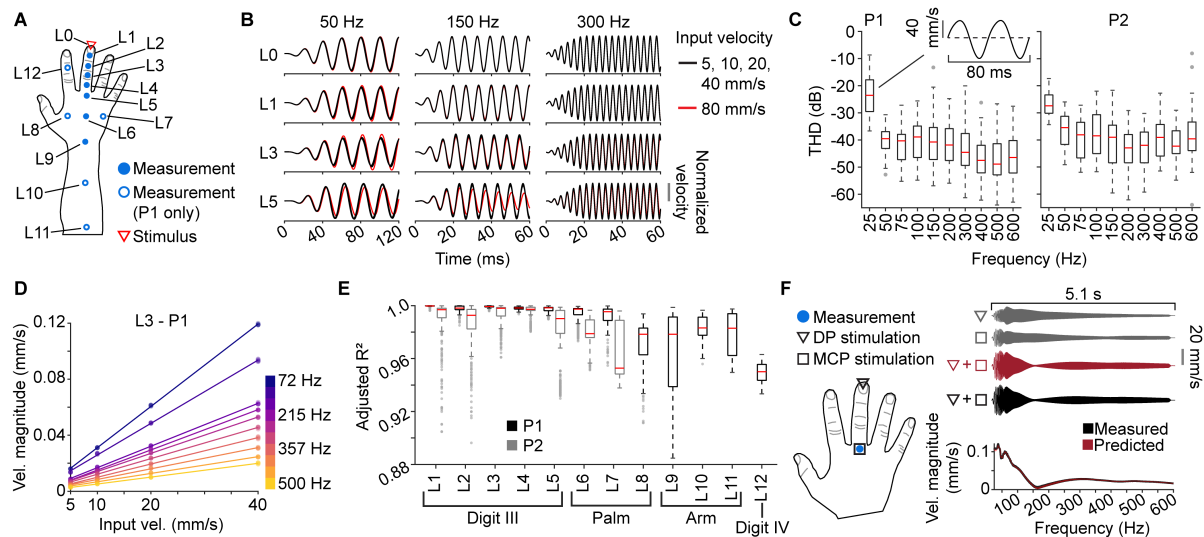 A
L0
L1
L2
L3
L4
L5
L12
L8
L7
L6
L9
L10
L11
Measurement
Measurement
(P1 only)
Stimulus
B
50 Hz 150 Hz 300 Hz
L0
L1
L3
L5
0 40 80 120 0 20 40 60 0 20 40 60
Time (ms)
Input velocity
5, 10, 20,
40 mm/s
80 mm/s
Normalized
velocity
C
P1 P2
40
mm/s
80 ms
THD (dB)
0
-10
-20
-30
-40
-50
-60
25 50 75 100 150 200 300 400 500 600
25 50 75 100 150 200 300 400 500 600
Frequency (Hz)
D
L3 - P1
Vel. magnitude (mm/s)
0.12
0.08
0.04
0
5 10 20 30 40
Input vel. (mm/s)
72 Hz
215 Hz
357 Hz
500 Hz
E
Adjusted R²
1.0
0.96
0.92
0.88
P1
P2
L1 L2 L3 L4 L5 L6 L7 L8 L9 L10 L11 L12
Digit III Palm Arm
Digit IV
F
Measurement
DP stimulation
MCP stimulation
5.1 s
+
+
20 mm/s
Measured
Predicted
Vel. magnitude
(mm/s)
0.1
0
100 200 300 400 500 600
Frequency (Hz)